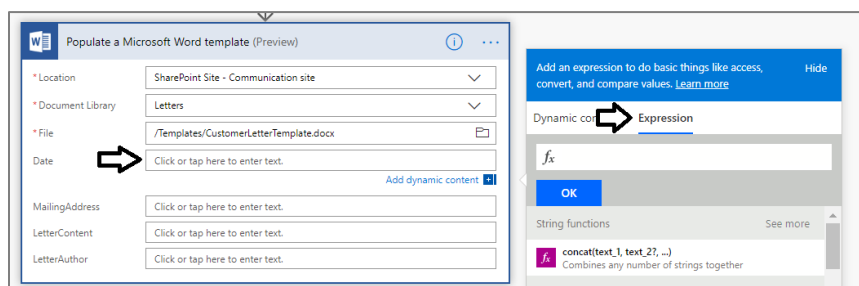 Populate a Microsoft Word template (Preview)
* Location
SharePoint Site - Communication site
* Document Library
Letters
* File
/Templates/CustomerLetterTemplate.docx
Date
Click or tap here to enter text.
Add dynamic content
MailingAddress
Click or tap here to enter text.
LetterContent
Click or tap here to enter text.
LetterAuthor
Click or tap here to enter text.
Add an expression to do basic things like access,
convert, and compare values. Learn more
Hide
Dynamic co
Expression
fx
OK
String functions
See more
fx
concat(text_1, text_2?, ...)
Combines any number of strings together